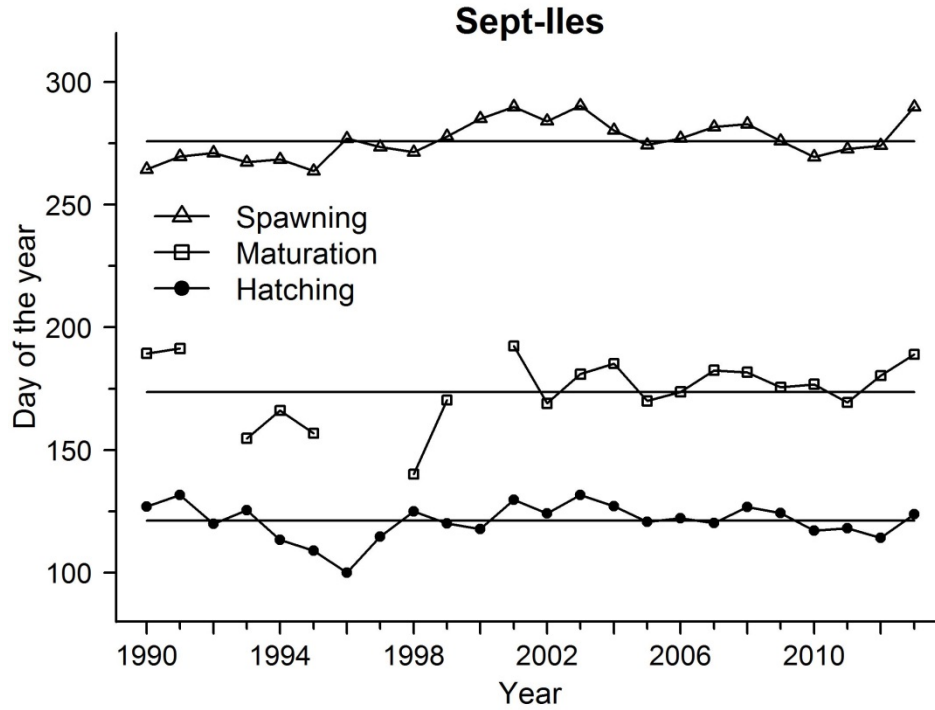 Sept-Iles
300
250
200
150
100
Day of the year
Spawning
Maturation
Hatching
1990 1994 1998 2002 2006 2010
Year